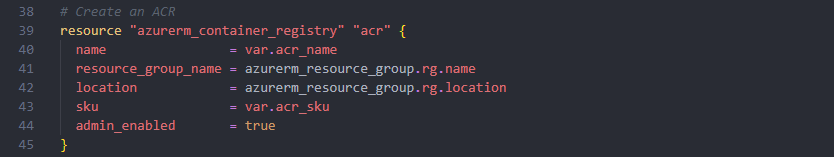 38 # Create an ACR
39 resource "azurerm_container_registry" "acr" {
40   name                = var.acr_name
41   resource_group_name = azurerm_resource_group.rg.name
42   location            = azurerm_resource_group.rg.location
43   sku                 = var.acr_sku
44   admin_enabled       = true
45 }